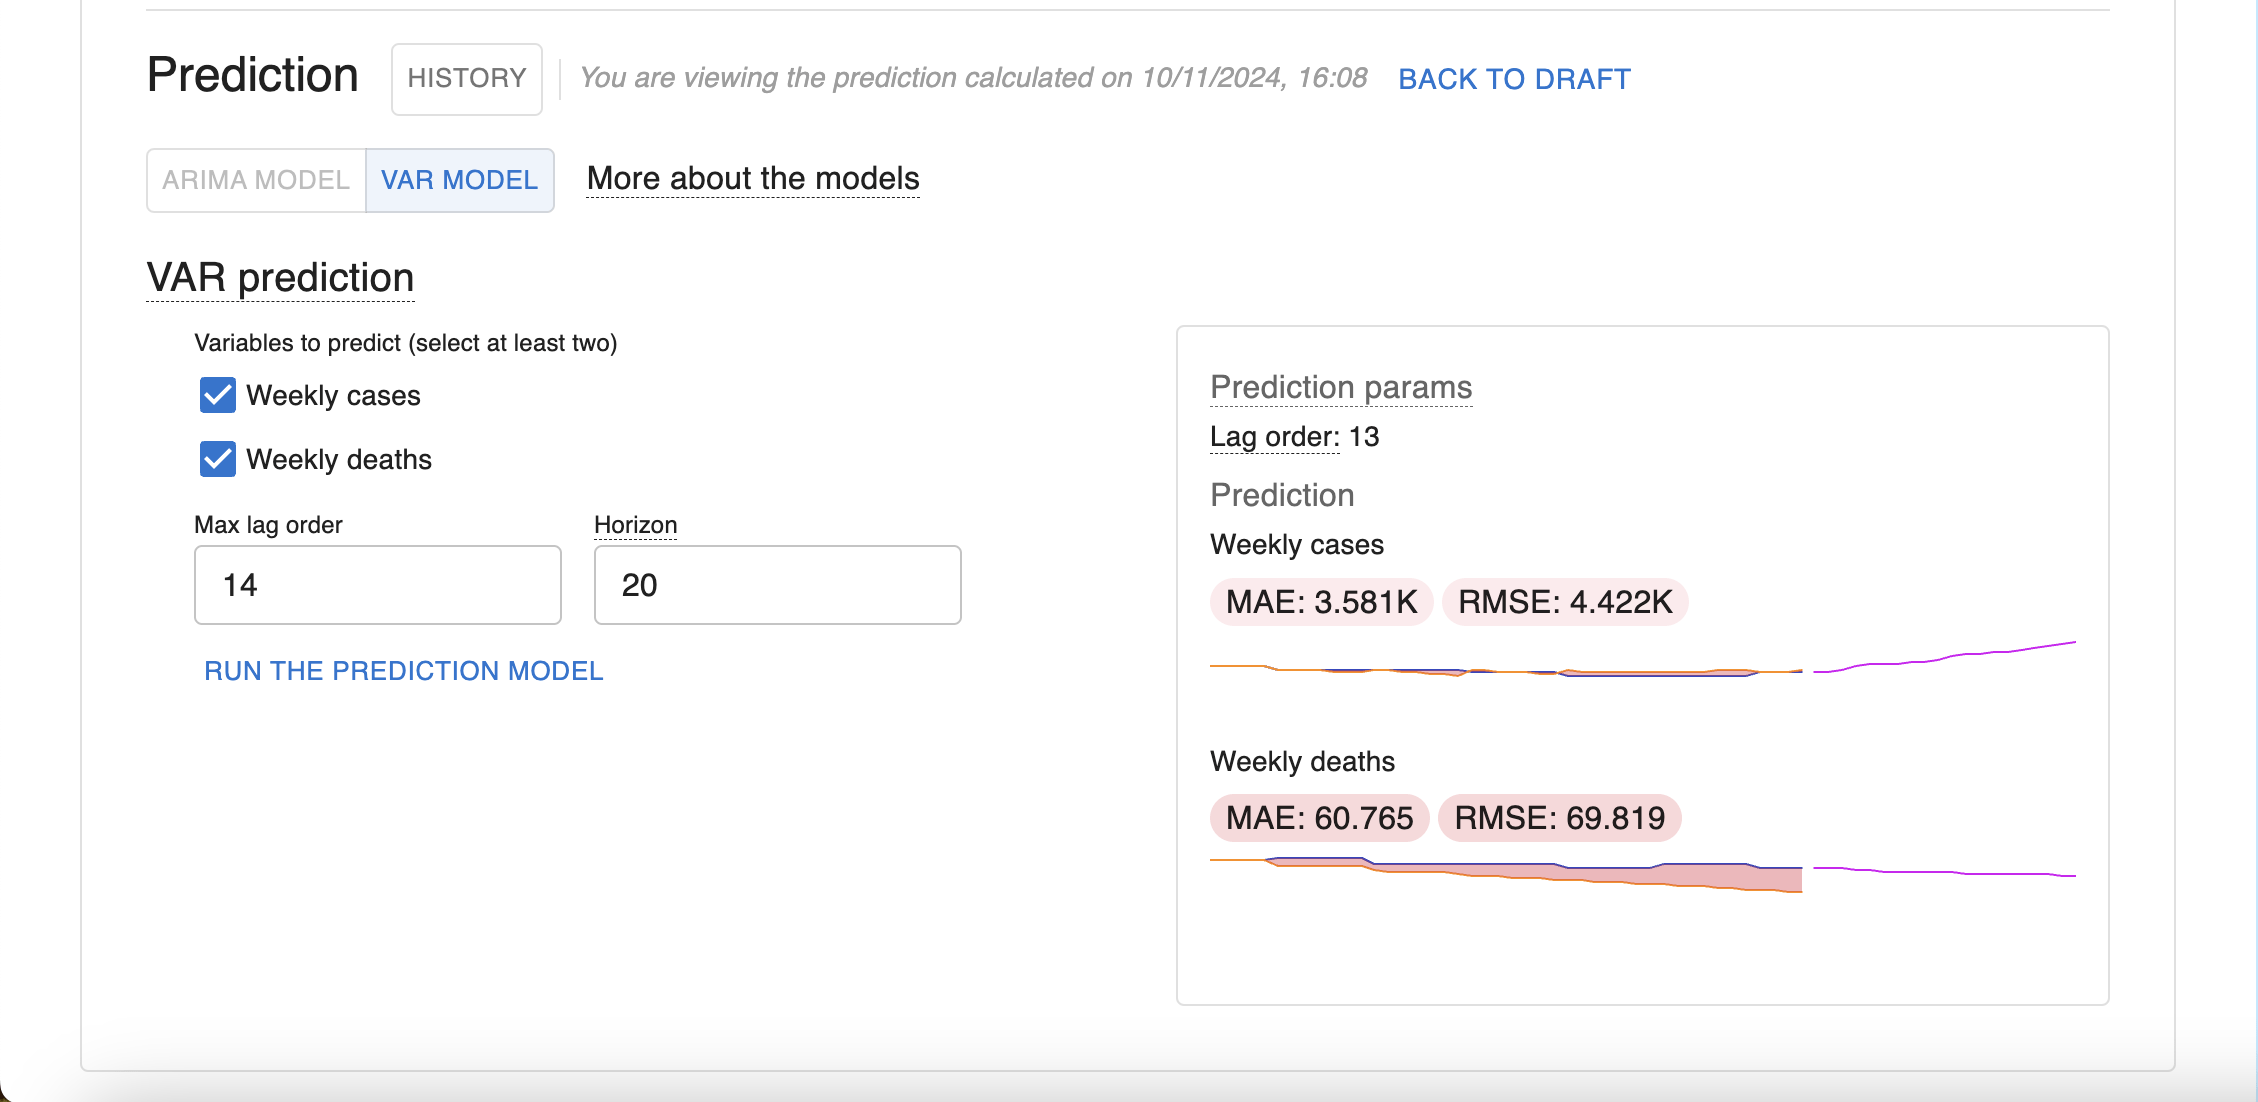 Prediction HISTORY You are viewing the prediction calculated on 10/11/2024, 16:08 BACK TO DRAFT
ARIMA MODEL VAR MODEL More about the models
VAR prediction
Variables to predict (select at least two)
Weekly cases
Weekly deaths
Max lag order Horizon
14 20
RUN THE PREDICTION MODEL
Prediction params
Lag order: 13
Prediction
Weekly cases
MAE: 3.581K RMSE: 4.422K
Weekly deaths
MAE: 60.765 RMSE: 69.819